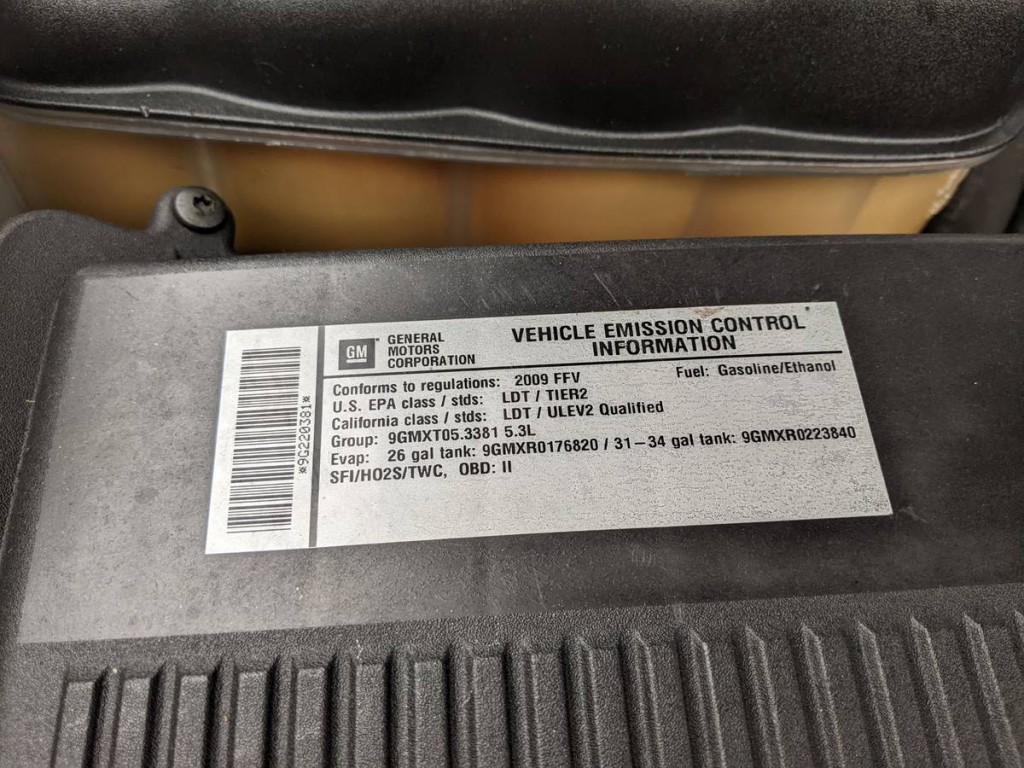 *9G220381*
GM
GENERAL
MOTORS
CORPORATION
VEHICLE EMISSION CONTROL
INFORMATION
Conforms to regulations: 2009 FFV
Fuel: Gasoline/Ethanol
U.S. EPA class / stds: LDT / TIER2
California class / stds: LDT / ULEV2 Qualified
Group: 9GMXT05.3381 5.3L
Evap: 26 gal tank: 9GMXR0176820 / 31–34 gal tank: 9GMXR0223840
SFI/HO2S/TWC, OBD: II